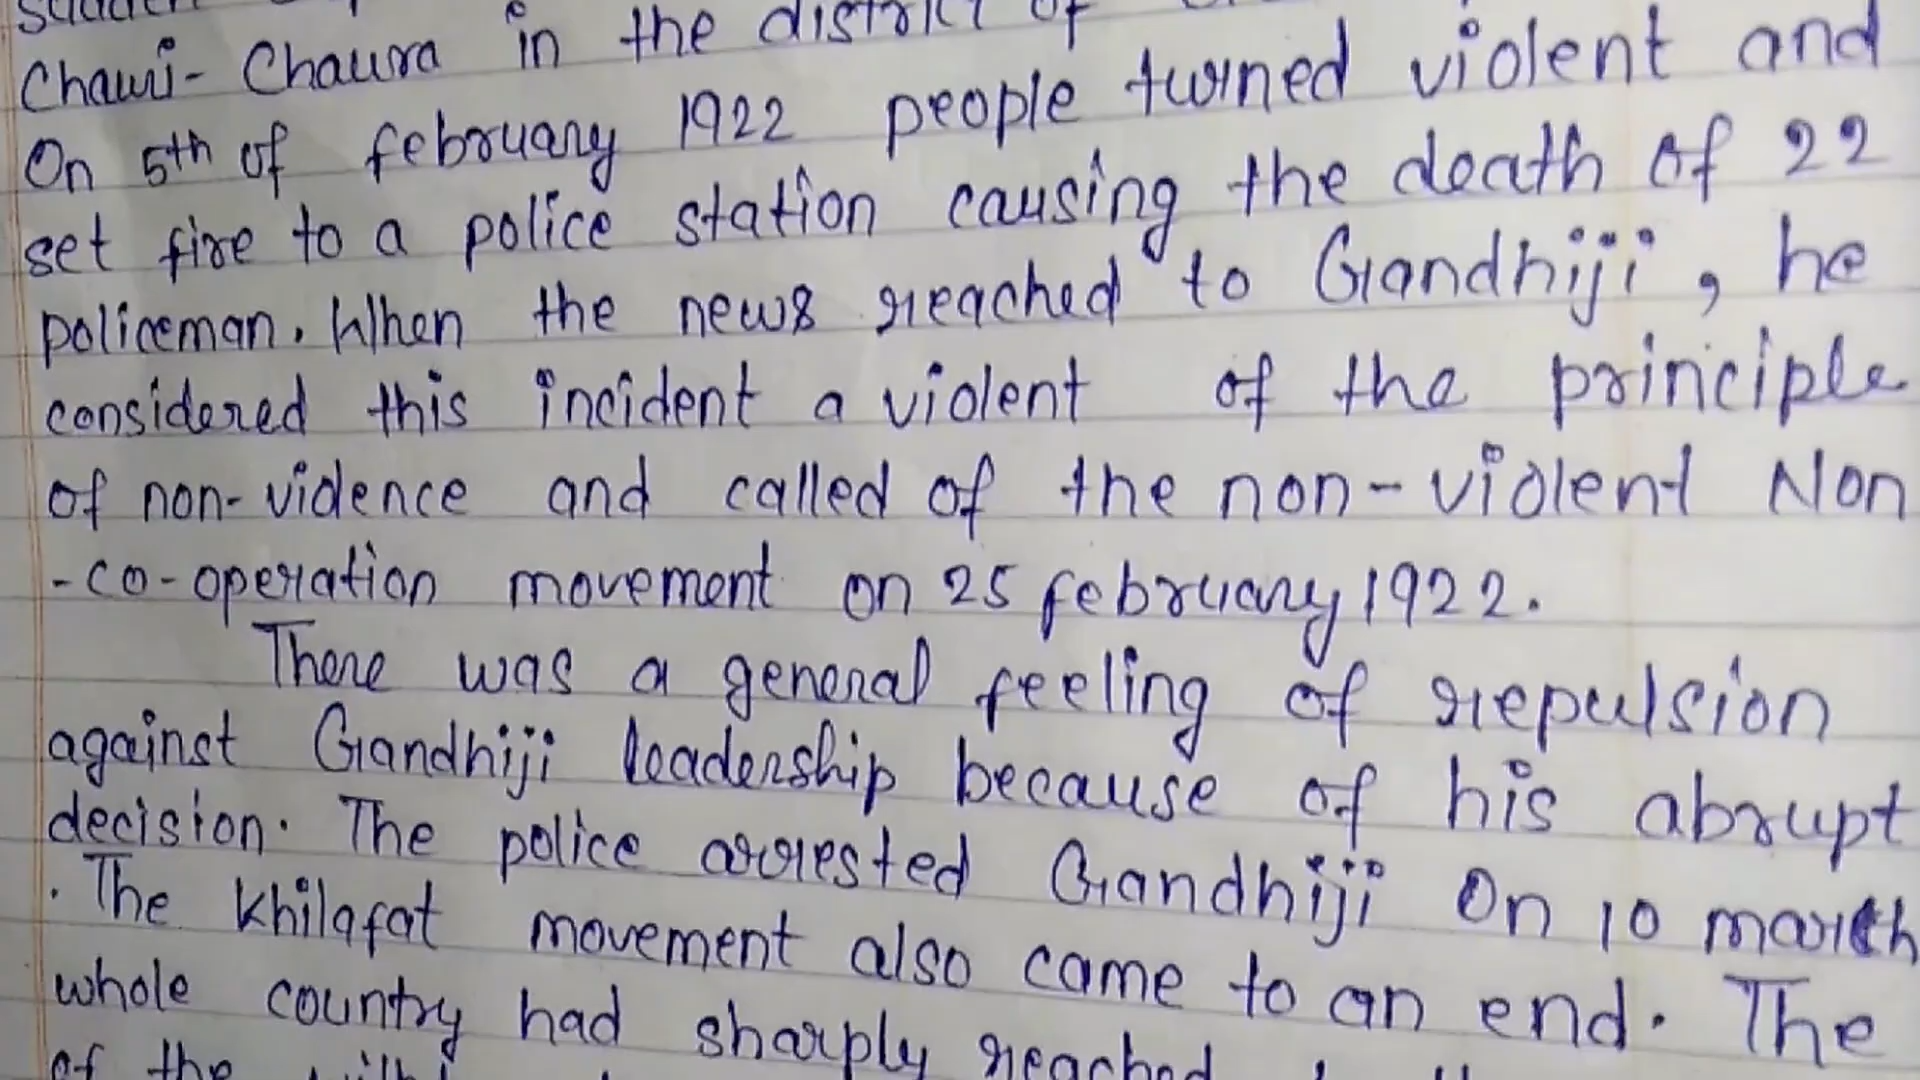 Chauri-Chaura in the district of
On 5th of february 1922 people turned violent and
set fire to a police station causing the death of 22
policeman. When the news reached to Gandhiji, he
considered this incident a violent of the principle
of non-vidence and called of the non-violent Non
-co-operation movement on 25 february 1922.
There was a general feeling of repulsion
against Gandhiji leadership because of his abrupt
decision. The police arrested Gandhiji On 10 march
. The Khilafat movement also came to an end. The
whole country had sharply reached
of the